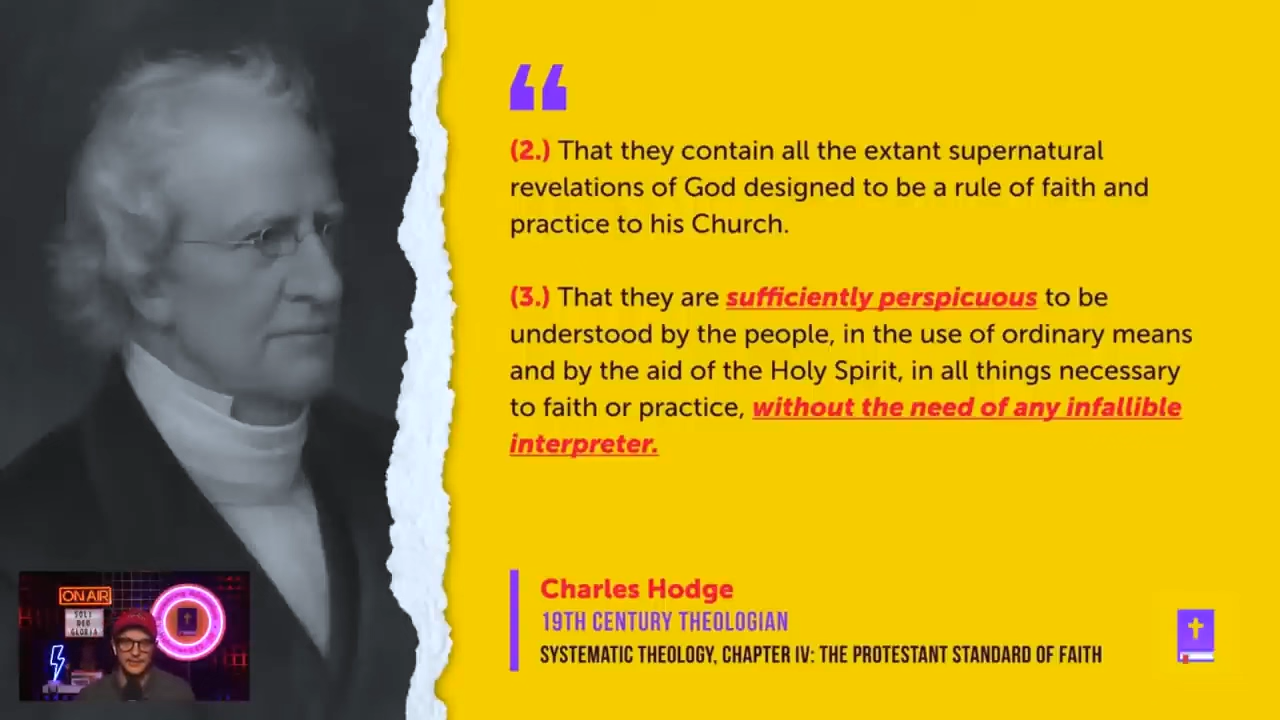 “
(2.) That they contain all the extant supernatural
revelations of God designed to be a rule of faith and
practice to his Church.
(3.) That they are sufficiently perspicuous to be
understood by the people, in the use of ordinary means
and by the aid of the Holy Spirit, in all things necessary
to faith or practice, without the need of any infallible
interpreter.
Charles Hodge
19TH CENTURY THEOLOGIAN
SYSTEMATIC THEOLOGY, CHAPTER IV: THE PROTESTANT STANDARD OF FAITH
ON AIR
SOLI
DEO
GLORIA